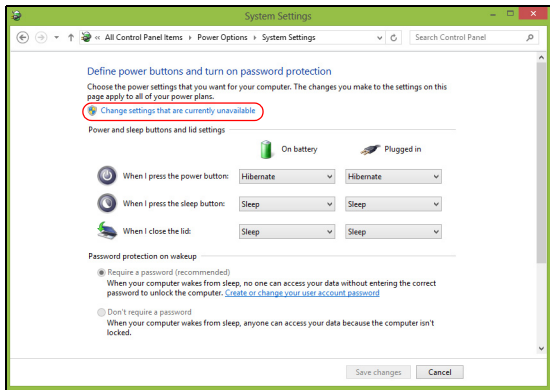 System Settings
« All Control Panel Items › Power Options › System Settings
Search Control Panel
Define power buttons and turn on password protection
Choose the power settings that you want for your computer. The changes you make to the settings on this
page apply to all of your power plans.
Change settings that are currently unavailable
Power and sleep buttons and lid settings
On battery Plugged in
When I press the power button: Hibernate Hibernate
When I press the sleep button: Sleep Sleep
When I close the lid: Sleep Sleep
Password protection on wakeup
Require a password (recommended)
When your computer wakes from sleep, no one can access your data without entering the correct
password to unlock the computer. Create or change your user account password
Don't require a password
When your computer wakes from sleep, anyone can access your data because the computer isn't
locked.
Save changes Cancel